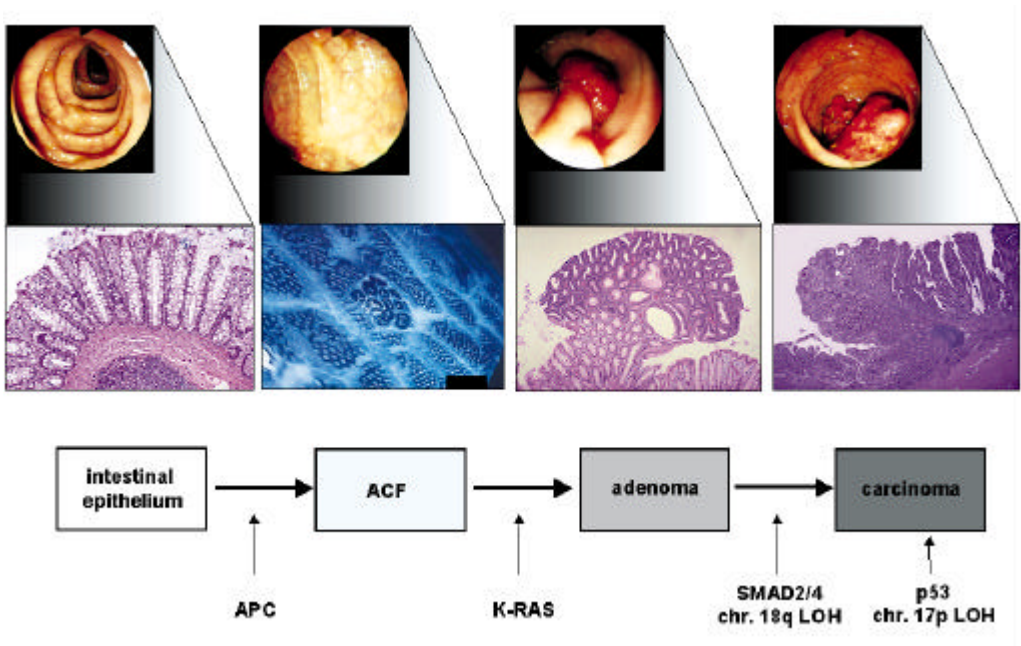 intestinal
epithelium
ACF
adenoma
carcinoma
APC
K-RAS
SMAD2/4
chr. 18q LOH
p53
chr. 17p LOH